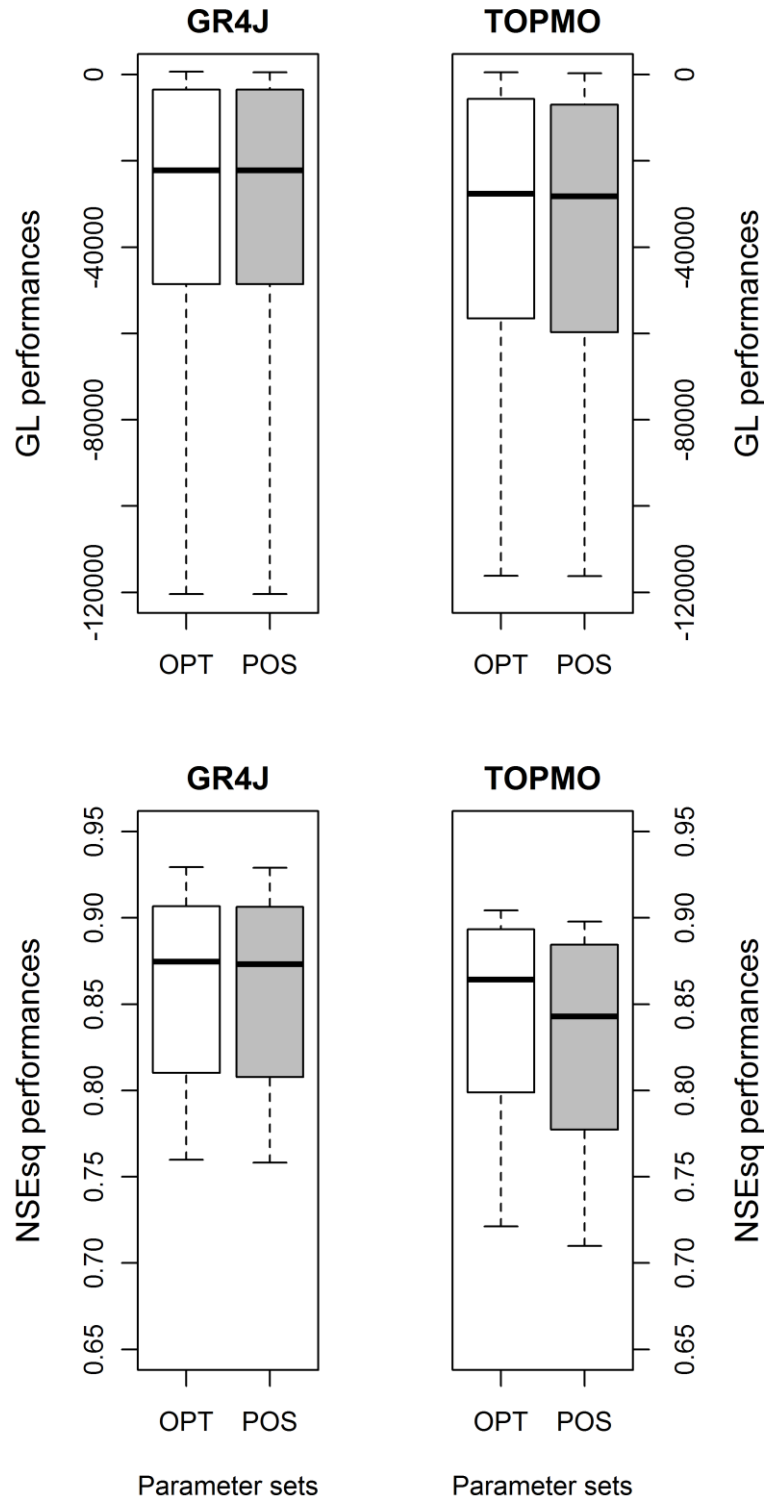 GR4J
TOPMO
GL performances
0
-40000
-80000
-120000
OPT POS
0
-40000
-80000
-120000
GL performances
OPT POS
GR4J
TOPMO
NSEsq performances
0.95
0.90
0.85
0.80
0.75
0.70
0.65
OPT POS
Parameter sets
0.95
0.90
0.85
0.80
0.75
0.70
0.65
NSEsq performances
OPT POS
Parameter sets